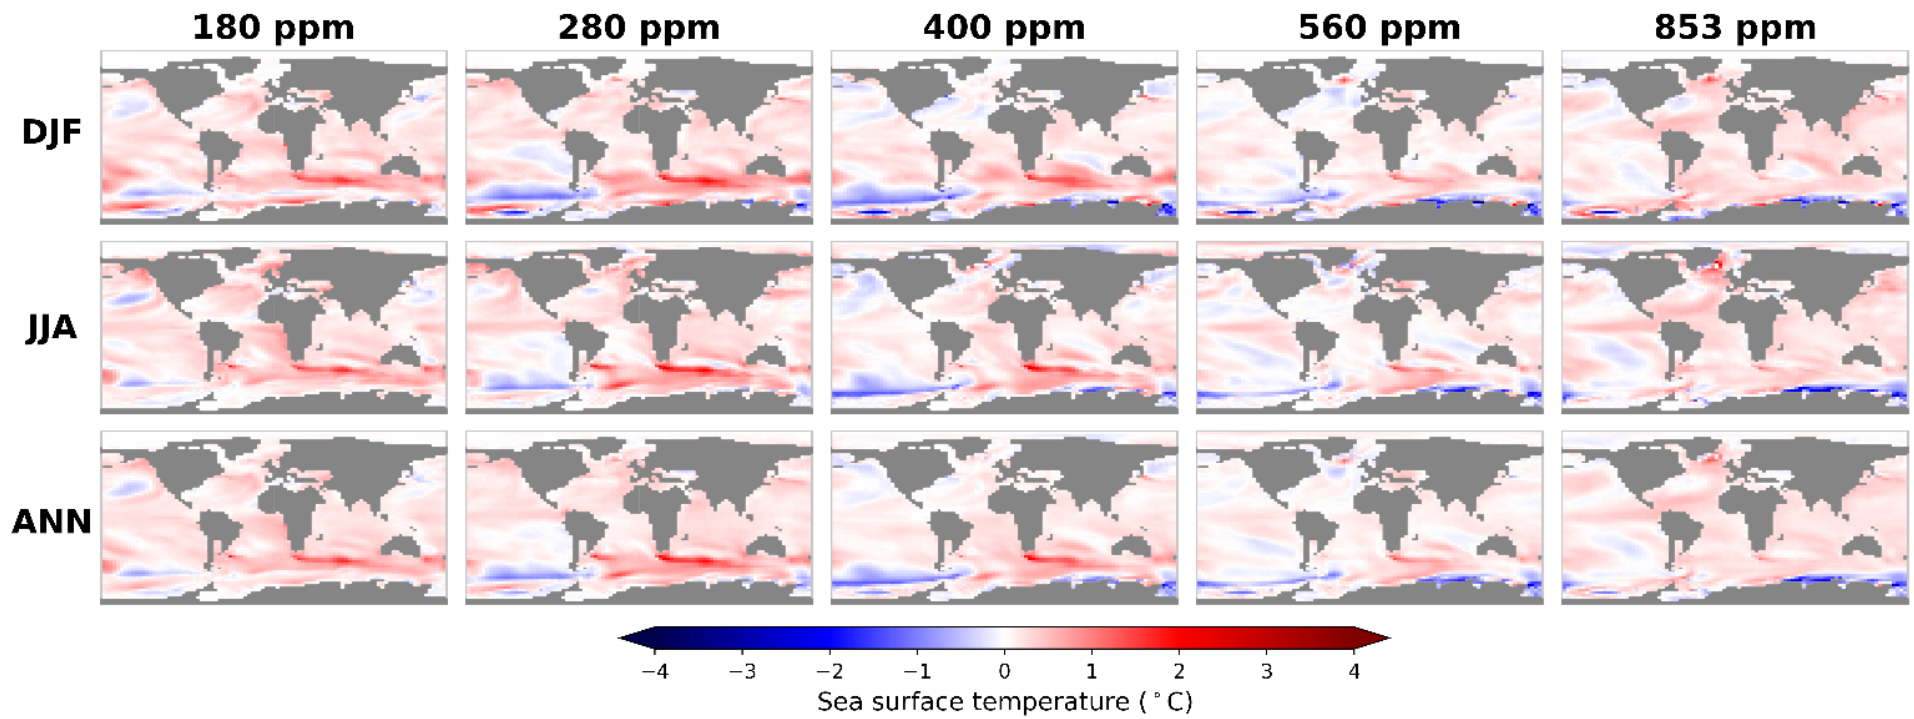 180 ppm 280 ppm 400 ppm 560 ppm 853 ppm
DJF
JJA
ANN
−4 −3 −2 −1 0 1 2 3 4
Sea surface temperature (°C)